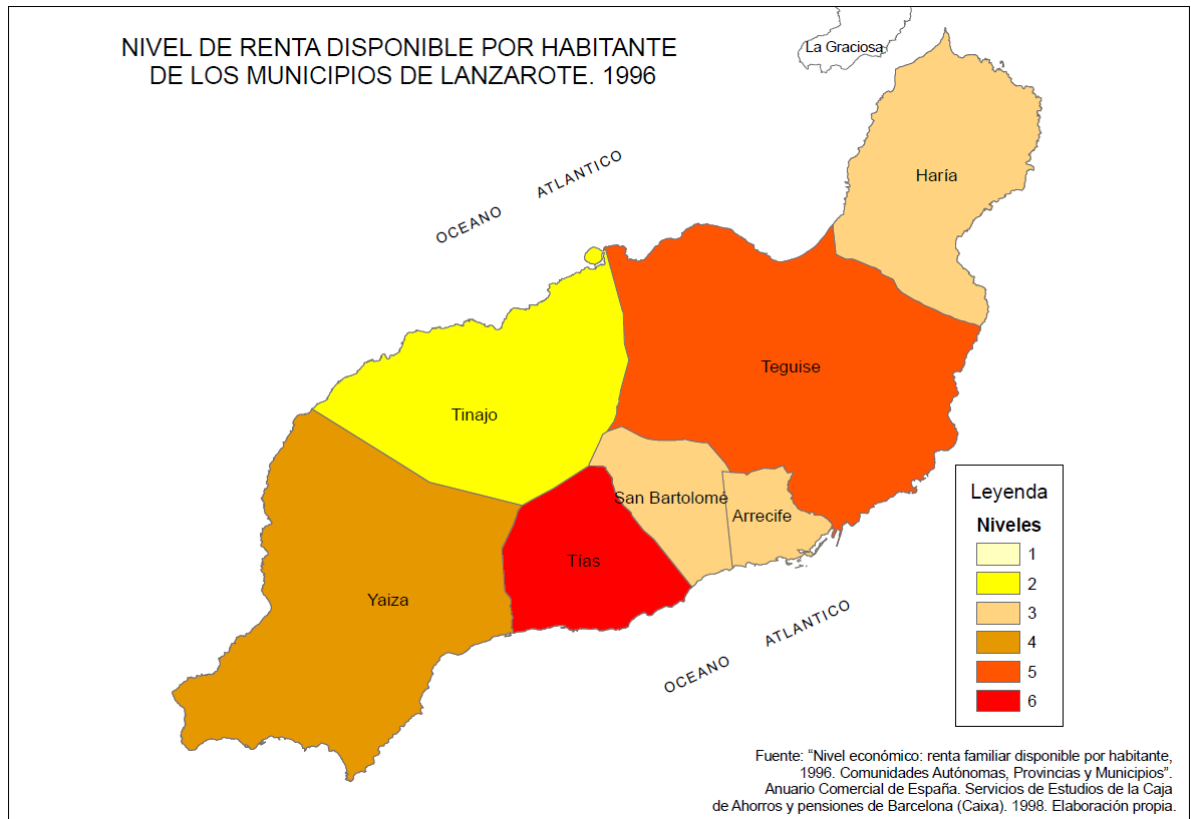 NIVEL DE RENTA DISPONIBLE POR HABITANTE
DE LOS MUNICIPIOS DE LANZAROTE. 1996
La Graciosa
Haría
OCEANO ATLANTICO
Teguise
Tinajo
San Bartolomé
Arrecife
Tías
Yaiza
OCEANO ATLANTICO
Leyenda
Niveles
1
2
3
4
5
6
Fuente: "Nivel económico: renta familiar disponible por habitante,
1996. Comunidades Autónomas, Provincias y Municipios".
Anuario Comercial de España. Servicios de Estudios de la Caja
de Ahorros y pensiones de Barcelona (Caixa). 1998. Elaboración propia.